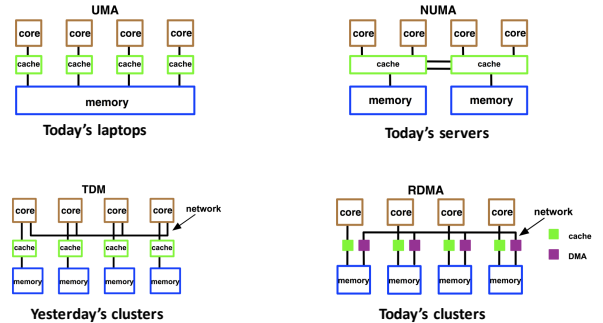 UMA
core core core core
cache cache cache cache
memory
Today's laptops
NUMA
core core core core
cache cache
memory memory
Today's servers
TDM
core core core core
network
cache cache cache cache
memory memory memory memory
Yesterday's clusters
RDMA
core core core core
network
cache
DMA
memory memory memory memory
Today's clusters